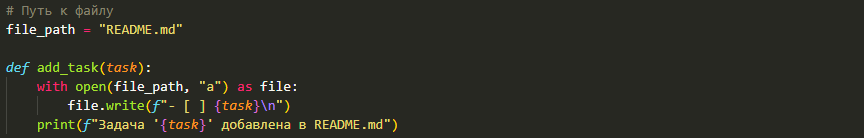 # Путь к файлу
file_path = "README.md"

def add_task(task):
    with open(file_path, "a") as file:
        file.write(f"- [ ] {task}\n")
    print(f"Задача '{task}' добавлена в README.md")